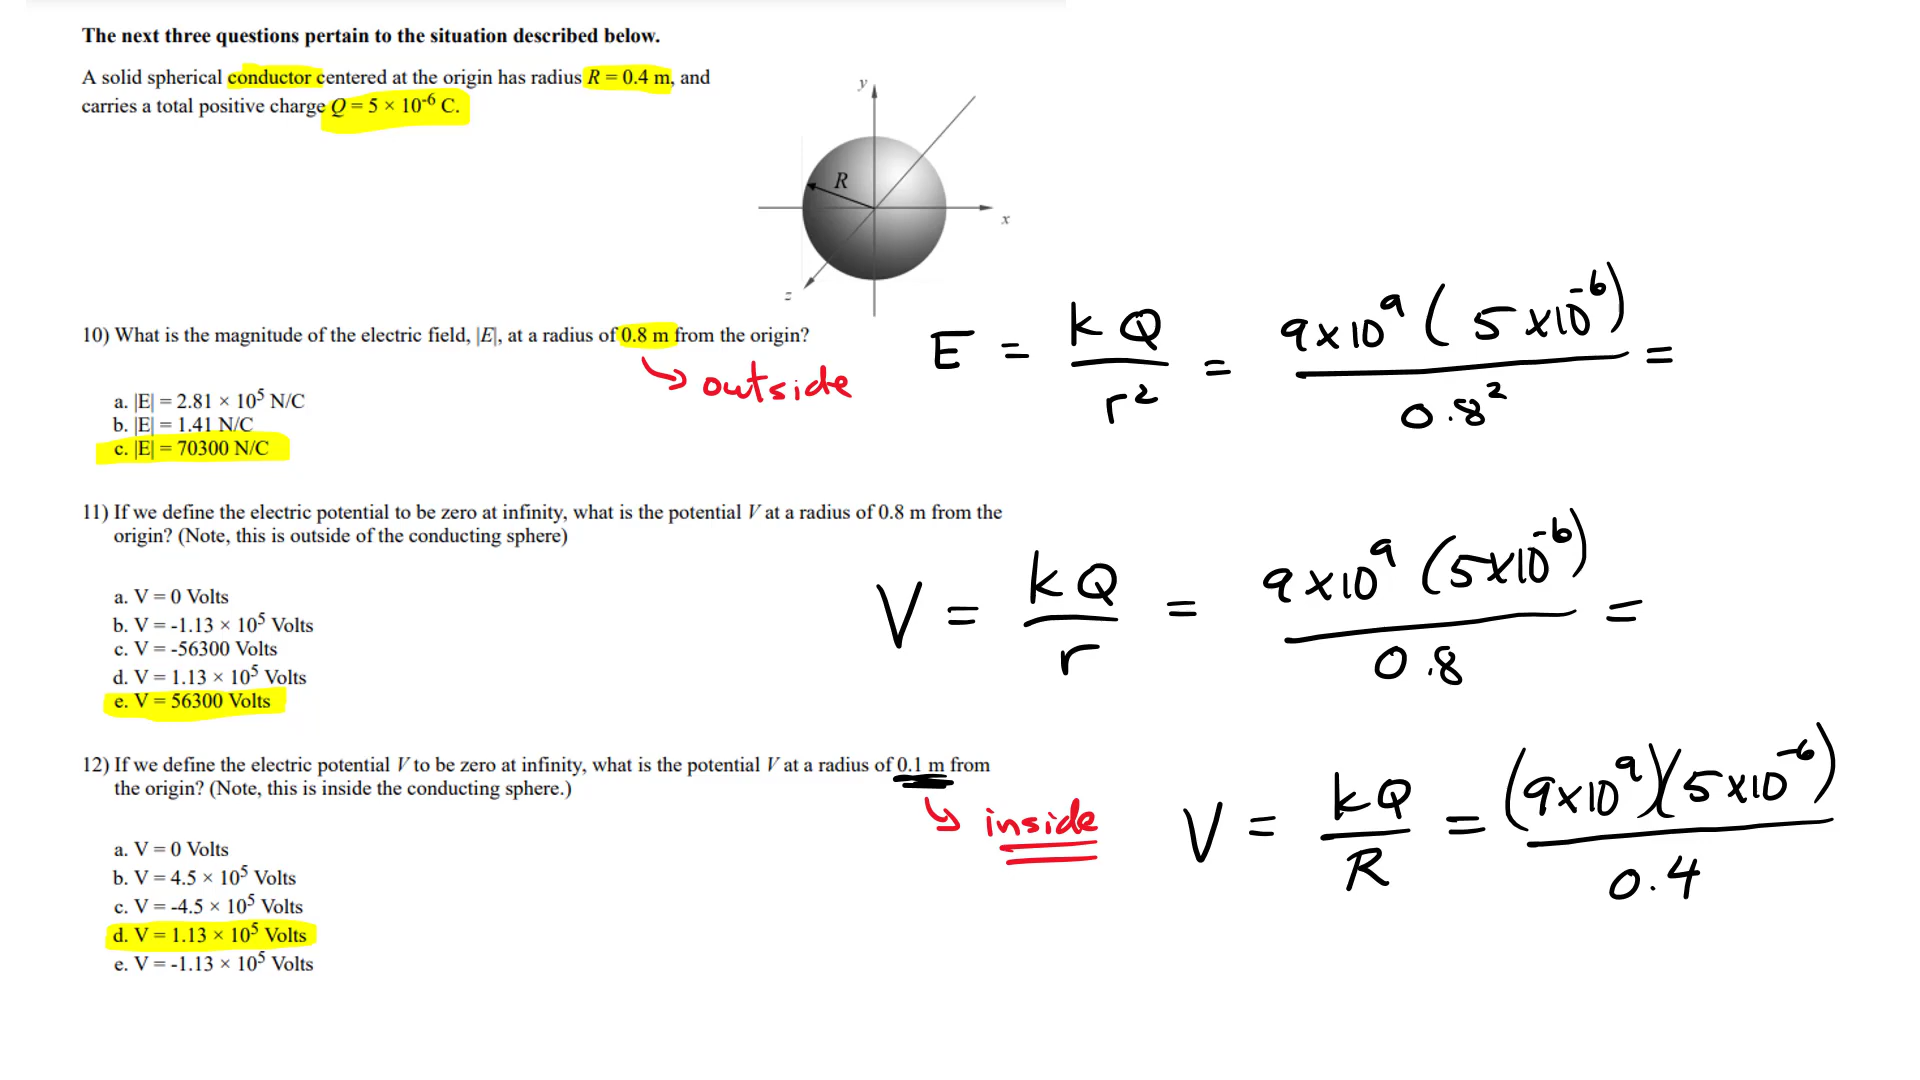 The next three questions pertain to the situation described below.
A solid spherical conductor centered at the origin has radius R = 0.4 m, and
carries a total positive charge Q = 5 × 10⁻⁶ C.
y
R
x
z
10) What is the magnitude of the electric field, |E|, at a radius of 0.8 m from the origin?
outside
E = kQ / r² = 9x10⁹ (5x10⁻⁶) / 0.8² =
a. |E| = 2.81 × 10⁵ N/C
b. |E| = 1.41 N/C
c. |E| = 70300 N/C
11) If we define the electric potential to be zero at infinity, what is the potential V at a radius of 0.8 m from the
origin? (Note, this is outside of the conducting sphere)
V = kQ / r = 9x10⁹ (5x10⁻⁶) / 0.8 =
a. V = 0 Volts
b. V = -1.13 × 10⁵ Volts
c. V = -56300 Volts
d. V = 1.13 × 10⁵ Volts
e. V = 56300 Volts
12) If we define the electric potential V to be zero at infinity, what is the potential V at a radius of 0.1 m from
the origin? (Note, this is inside the conducting sphere.)
inside
V = kQ / R = (9x10⁹)(5x10⁻⁶) / 0.4
a. V = 0 Volts
b. V = 4.5 × 10⁵ Volts
c. V = -4.5 × 10⁵ Volts
d. V = 1.13 × 10⁵ Volts
e. V = -1.13 × 10⁵ Volts